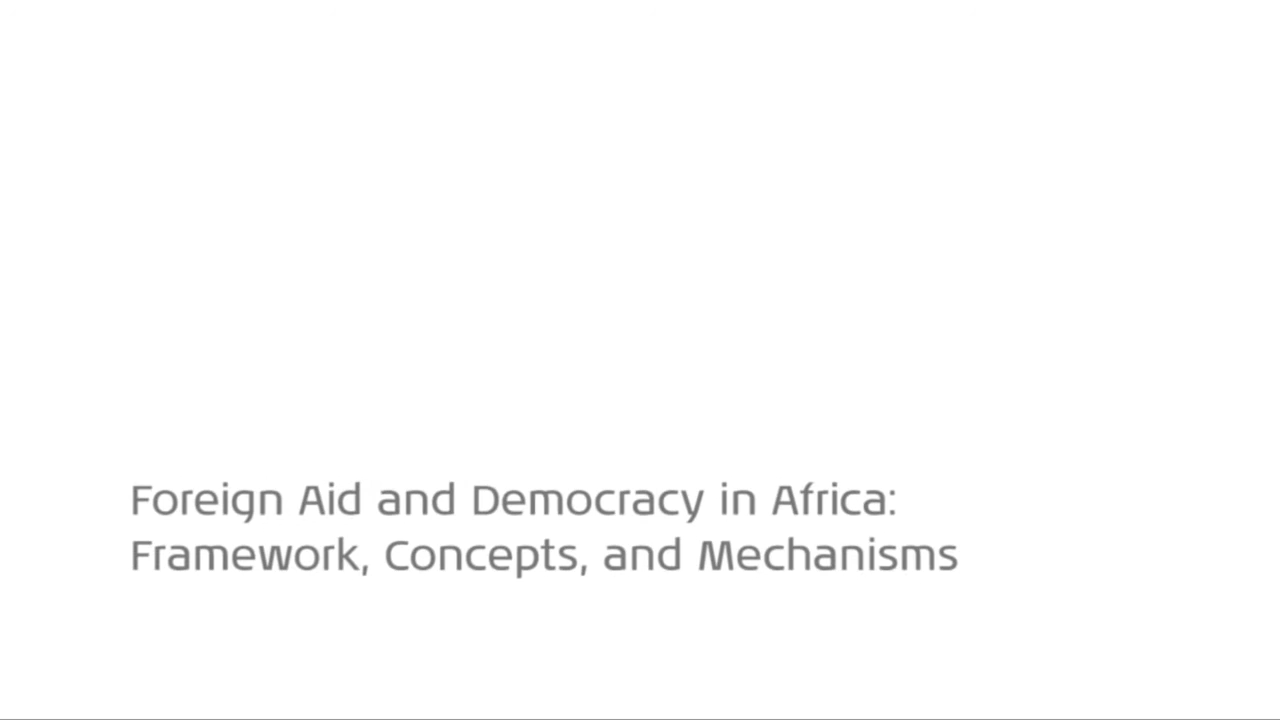 Foreign Aid and Democracy in Africa:
Framework, Concepts, and Mechanisms